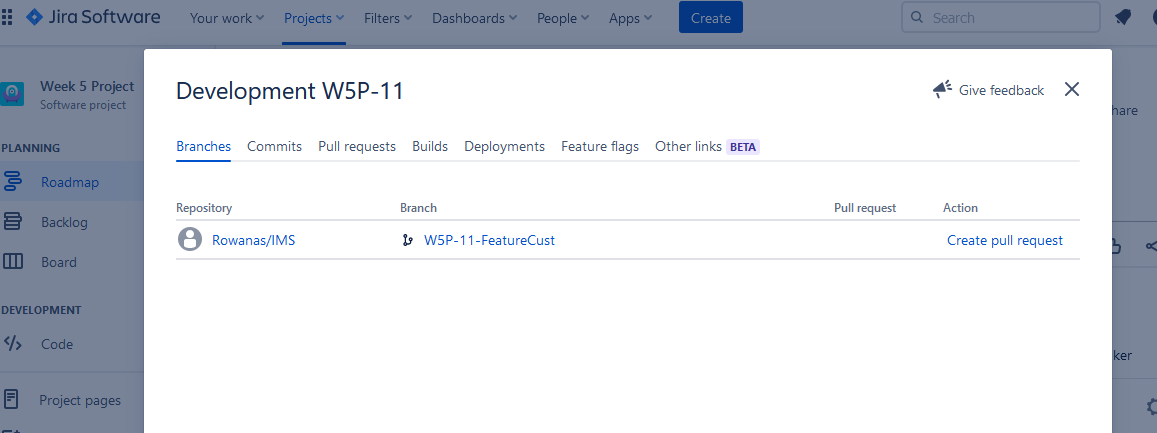 Jira Software Your work Projects Filters Dashboards People Apps Create Search
Week 5 Project
Software project
PLANNING
Roadmap
Backlog
Board
DEVELOPMENT
Code
Project pages
Development W5P-11
Give feedback
Branches Commits Pull requests Builds Deployments Feature flags Other links BETA
Repository Branch Pull request Action
Rowanas/IMS W5P-11-FeatureCust Create pull request
hare
ker